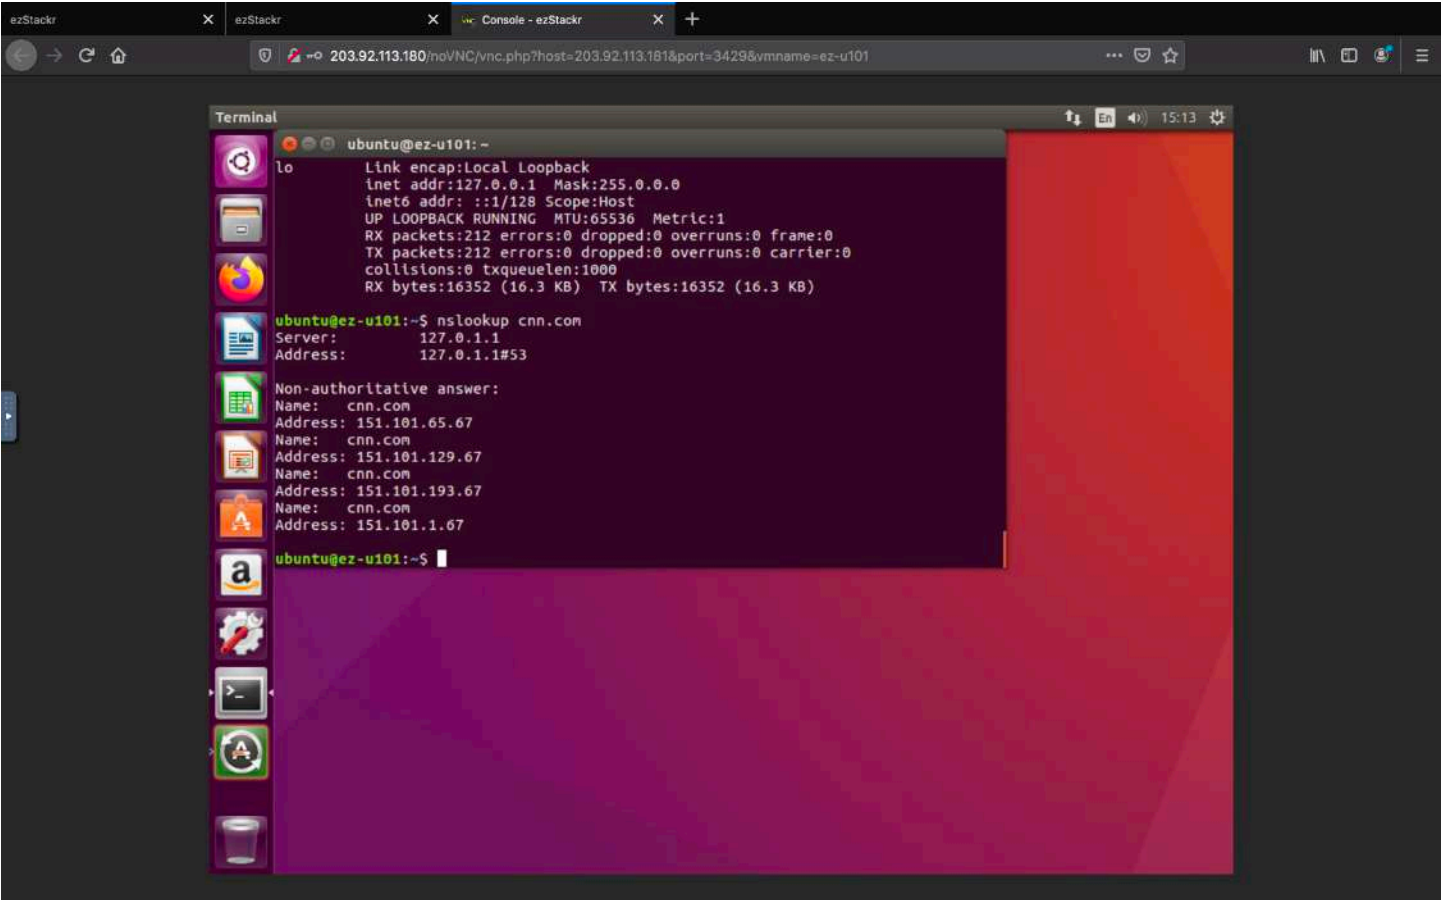 ezStackr
ezStackr
Console - ezStackr
203.92.113.180/noVNC/vnc.php?host=203.92.113.181&port=3429&vmname=ez-u101
Terminal
En
15:13
ubuntu@ez-u101: ~
lo Link encap:Local Loopback
inet addr:127.0.0.1 Mask:255.0.0.0
inet6 addr: ::1/128 Scope:Host
UP LOOPBACK RUNNING MTU:65536 Metric:1
RX packets:212 errors:0 dropped:0 overruns:0 frame:0
TX packets:212 errors:0 dropped:0 overruns:0 carrier:0
collisions:0 txqueuelen:1000
RX bytes:16352 (16.3 KB) TX bytes:16352 (16.3 KB)
ubuntu@ez-u101:~$ nslookup cnn.com
Server: 127.0.1.1
Address: 127.0.1.1#53
Non-authoritative answer:
Name: cnn.com
Address: 151.101.65.67
Name: cnn.com
Address: 151.101.129.67
Name: cnn.com
Address: 151.101.193.67
Name: cnn.com
Address: 151.101.1.67
ubuntu@ez-u101:~$